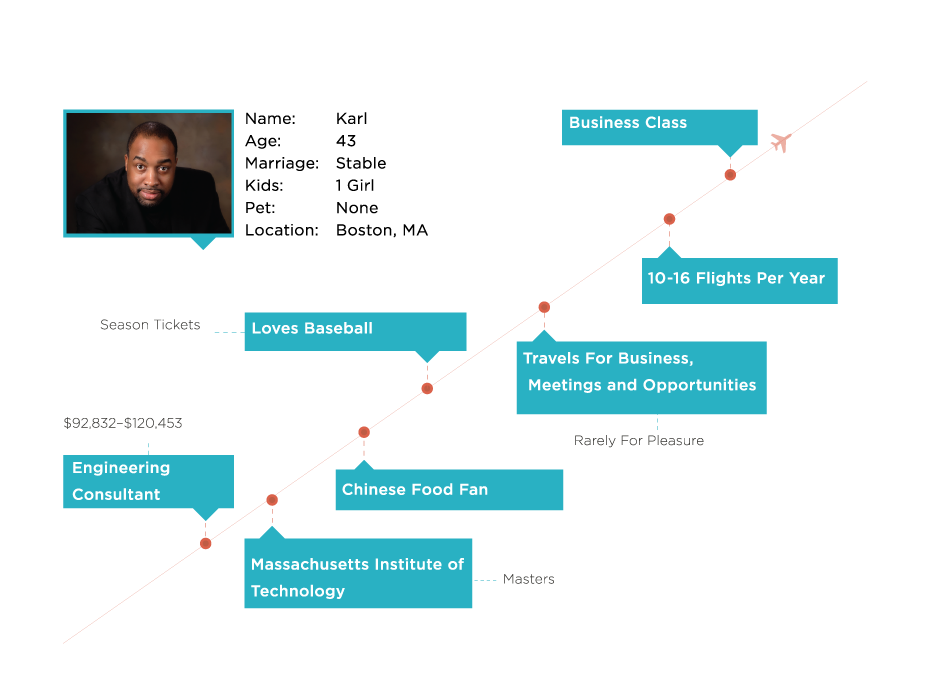 Name: Karl
Age: 43
Marriage: Stable
Kids: 1 Girl
Pet: None
Location: Boston, MA
Business Class
10-16 Flights Per Year
Season Tickets
Loves Baseball
Travels For Business,
Meetings and Opportunities
Rarely For Pleasure
$92,832–$120,453
Engineering
Consultant
Chinese Food Fan
Massachusetts Institute of
Technology
Masters